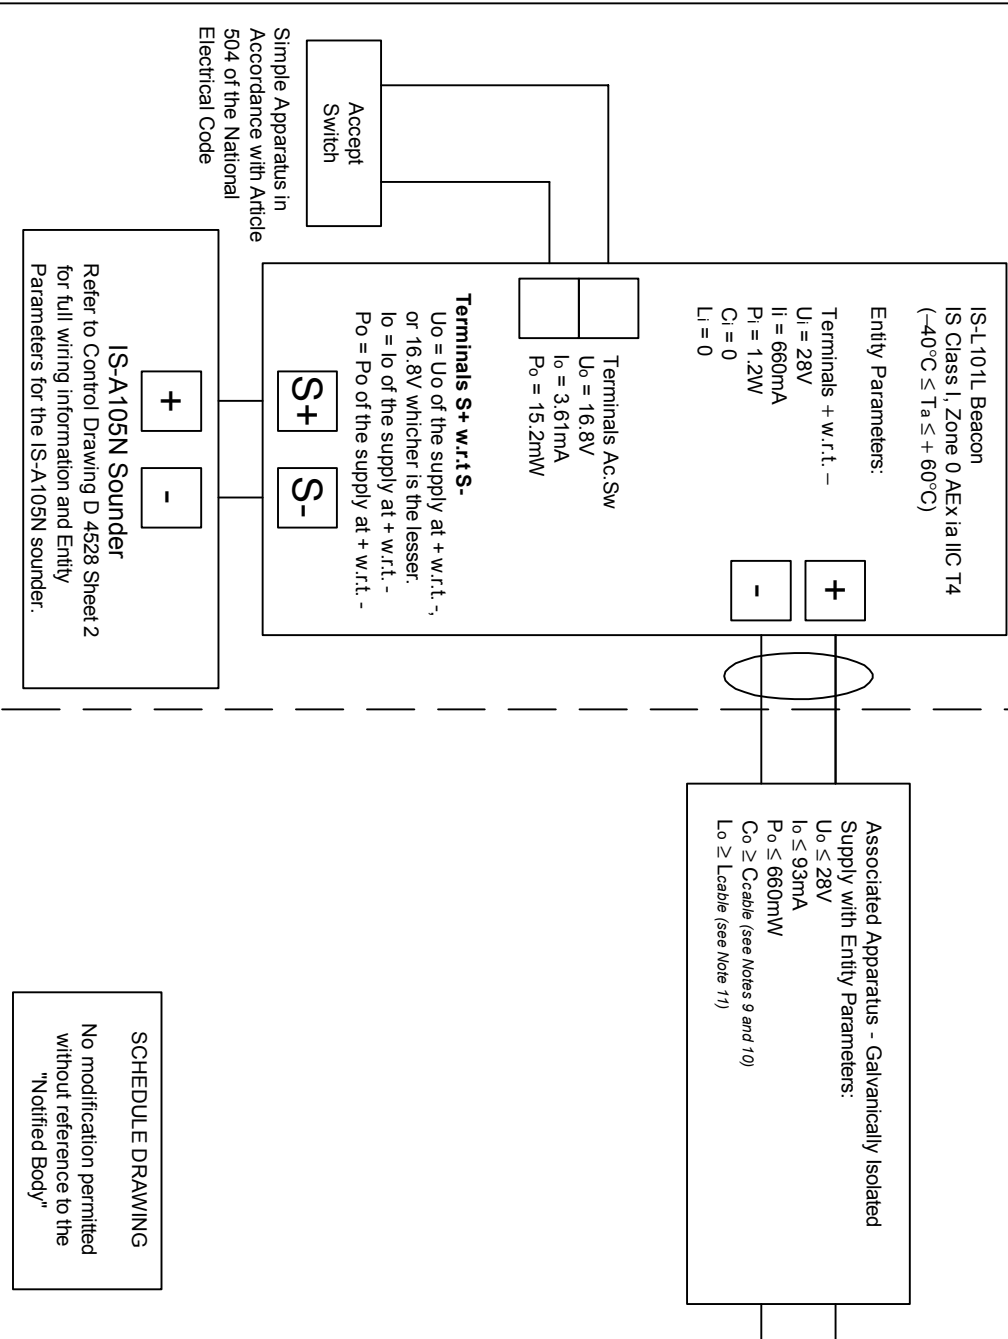 Simple Apparatus in
Accordance with Article
504 of the National
Electrical Code
Accept
Switch
IS-L101L Beacon
IS Class I, Zone 0 AEx ia IIC T4
(–40°C ≤ Ta ≤ + 60°C)
Entity Parameters:
Terminals + w.r.t. –
Ui = 28V
Ii = 660mA
Pi = 1.2W
Ci = 0
Li = 0
+
-
Terminals Ac.Sw
Uo = 16.8V
Io = 3.61mA
Po = 15.2mW
Terminals S+ w.r.t S-
Uo = Uo of the supply at + w.r.t. -,
or 16.8V whicher is the lesser.
Io = Io of the supply at + w.r.t. -
Po = Po of the supply at + w.r.t. -
S+
S-
+
-
IS-A105N Sounder
Refer to Control Drawing D 4528 Sheet 2
for full wiring information and Entity
Parameters for the IS-A105N sounder.
Associated Apparatus - Galvanically Isolated
Supply with Entity Parameters:
Uo ≤ 28V
Io ≤ 93mA
Po ≤ 660mW
Co ≥ Ccable (see Notes 9 and 10)
Lo ≥ Lcable (see Note 11)
SCHEDULE DRAWING
No modification permitted
without reference to the
"Notified Body"